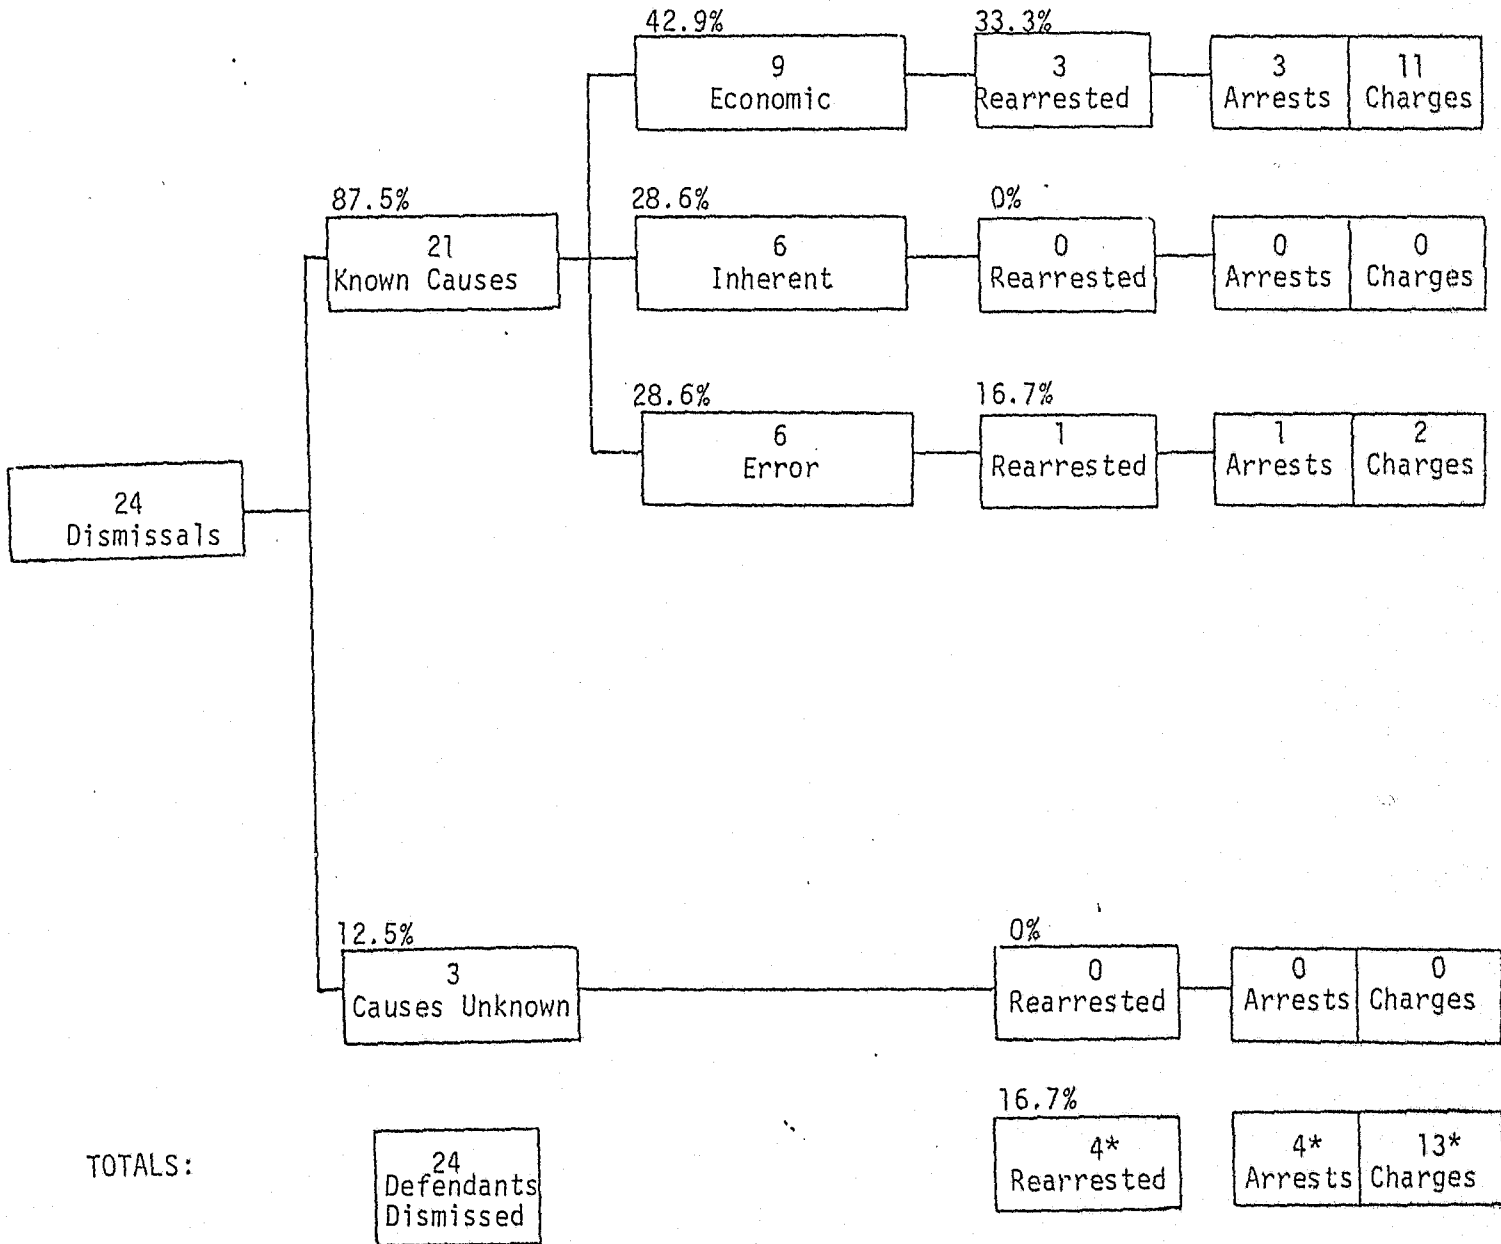 42.9%
33.3%
9
Economic
3
Rearrested
3
Arrests
11
Charges
87.5%
21
Known Causes
28.6%
6
Inherent
0%
0
Rearrested
0
Arrests
0
Charges
28.6%
6
Error
16.7%
1
Rearrested
1
Arrests
2
Charges
24
Dismissals
12.5%
3
Causes Unknown
0%
0
Rearrested
0
Arrests
0
Charges
TOTALS:
24
Defendants
Dismissed
16.7%
4*
Rearrested
4*
Arrests
13*
Charges